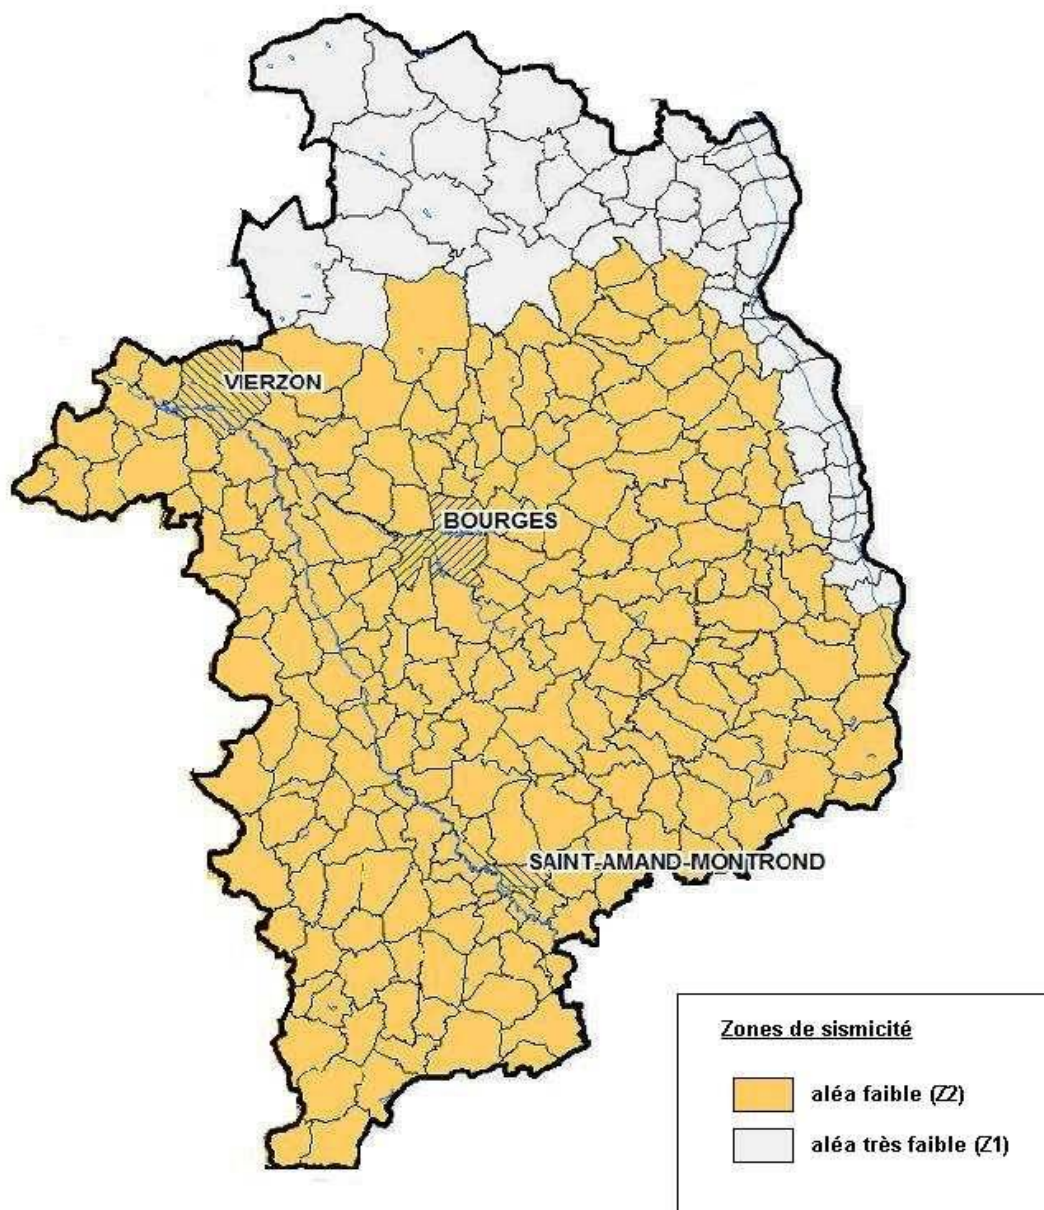 VIERZON
BOURGES
SAINT-AMAND-MONTROND
Zones de sismicité
aléa faible (Z2)
aléa très faible (Z1)